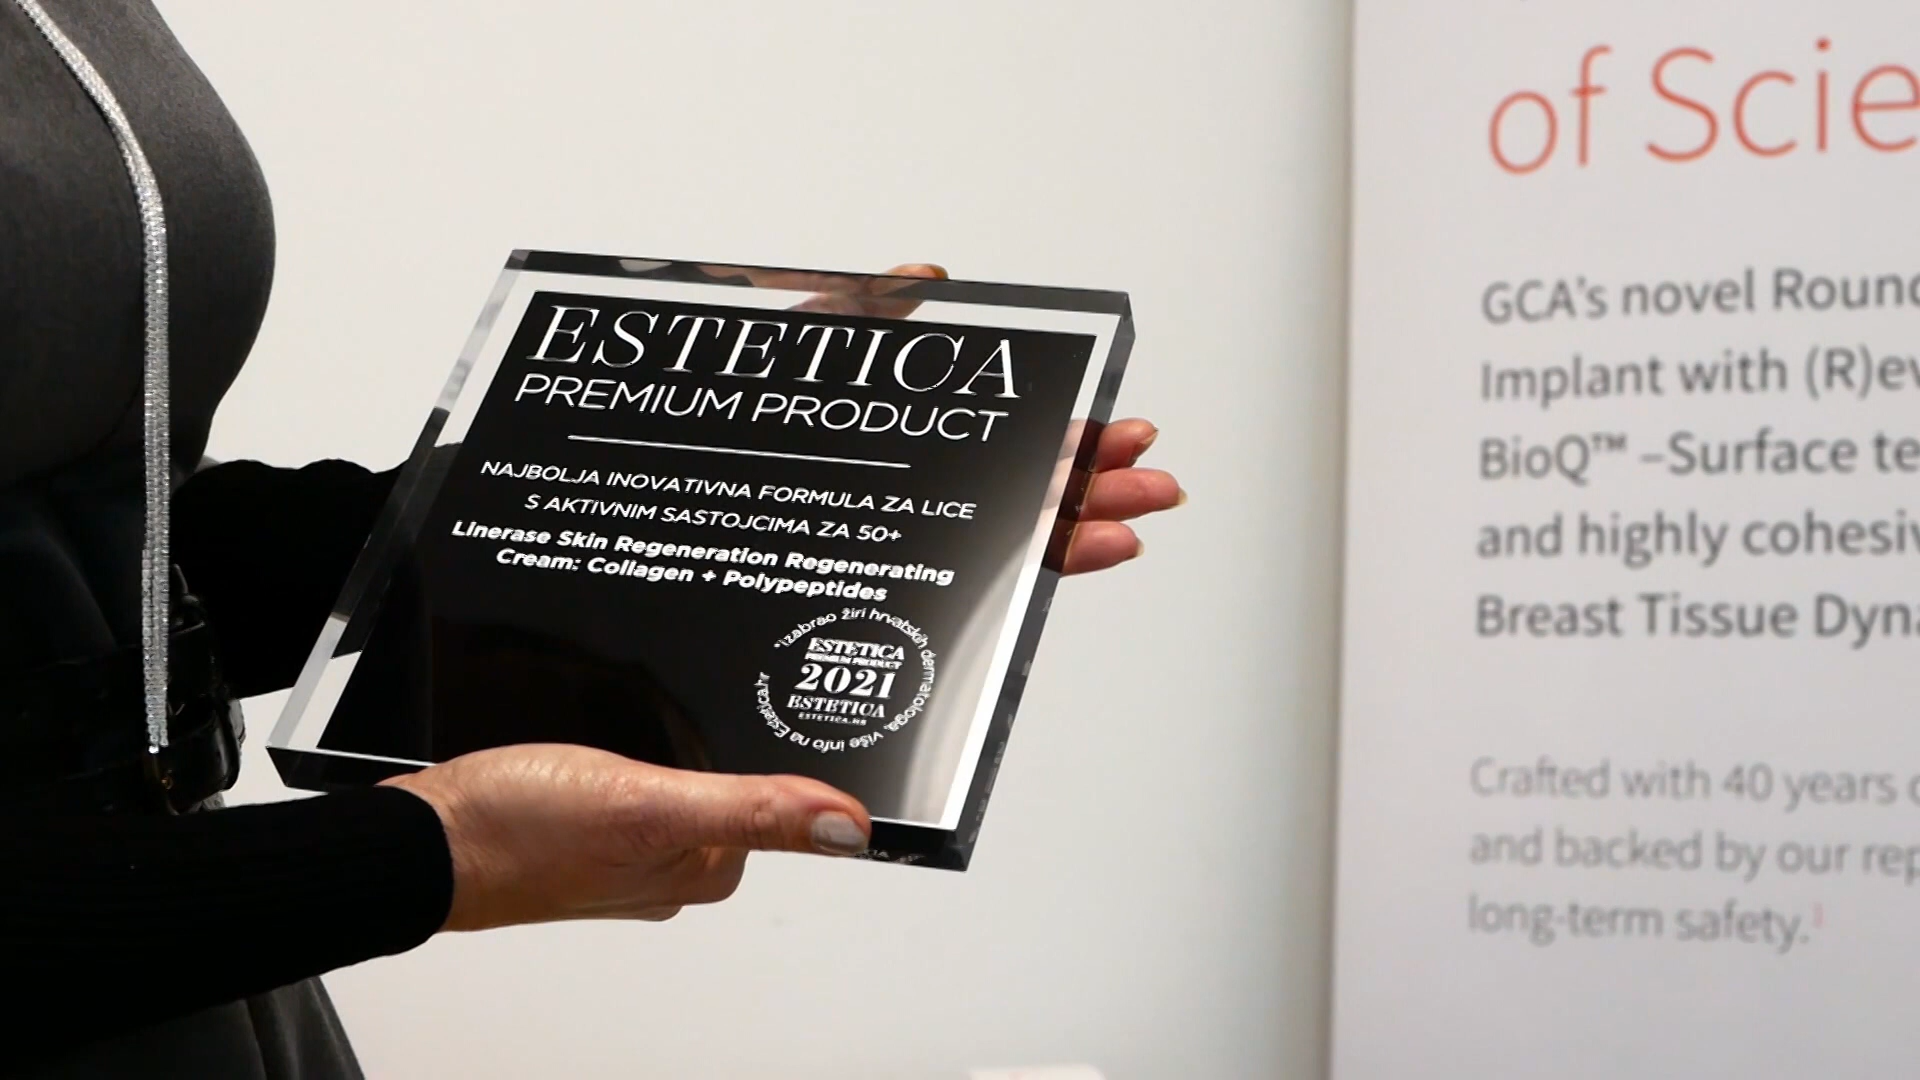 ESTETICA
PREMIUM PRODUCT
NAJBOLJA INOVATIVNA FORMULA ZA LICE
S AKTIVNIM SASTOJCIMA ZA 50+
Linerase Skin Regeneration Regenerating
Cream: Collagen + Polypeptides
*izabrao žiri hrvatskih dermatologa, više info na Estetica.hr
ESTETICA
PREMIUM PRODUCT
2021
ESTETICA
ESTETICA.HR
of Scie
GCA's novel Round
Implant with (R)ev
BioQ™ –Surface te
and highly cohesiv
Breast Tissue Dyna
Crafted with 40 years o
and backed by our rep
long-term safety.1